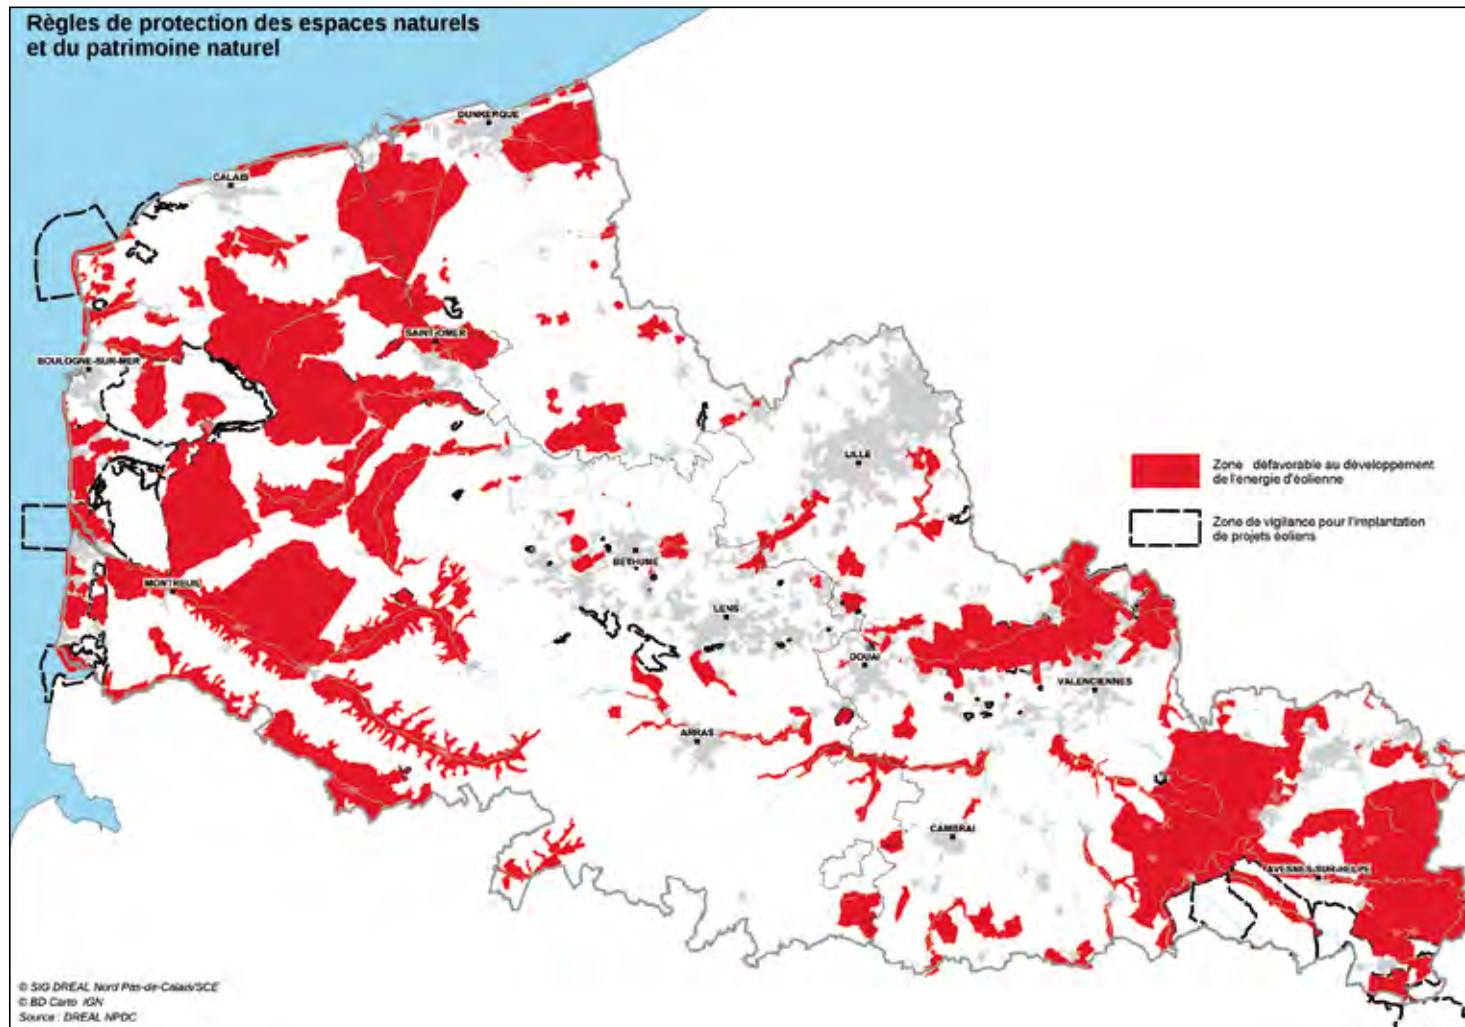 Règles de protection des espaces naturels
et du patrimoine naturel
DUNKERQUE
CALAIS
SAINT-OMER
BOULOGNE-SUR-MER
LILLE
Zone défavorable au développement
de l'énergie d'éolienne
Zone de vigilance pour l'implantation
de projets éoliens
BETHUNE
MONTREUIL
LENS
DOUAI
VALENCIENNES
ARRAS
CAMBRAI
AVESNES-SUR-HELPE
© SIG DREAL Nord Pas-de-Calais/SCE
© BD Carto IGN
Source : DREAL NPDC